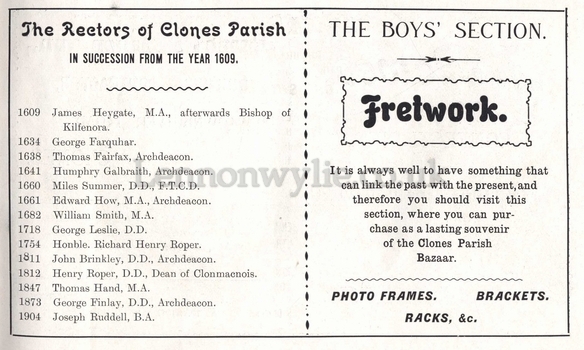 The Rectors of Clones Parish
IN SUCCESSION FROM THE YEAR 1609.
1609 James Heygate, M.A., afterwards Bishop of
Kilfenora.
1634 George Farquhar.
1638 Thomas Fairfax, Archdeacon.
1641 Humphry Galbraith, Archdeacon.
1660 Miles Summer, D.D., F.T.C.D.
1661 Edward How, M.A., Archdeacon.
1682 William Smith, M.A.
1718 George Leslie, D.D.
1754 Honble. Richard Henry Roper.
1811 John Brinkley, D.D., Archdeacon.
1812 Henry Roper, D.D., Dean of Clonmacnois.
1847 Thomas Hand, M.A.
1873 George Finlay, D.D., Archdeacon.
1904 Joseph Ruddell, B.A.
THE BOYS' SECTION.
Fretwork.
It is always well to have something that
can link the past with the present, and
therefore you should visit this
section, where you can pur-
chase as a lasting souvenir
of the Clones Parish
Bazaar.
PHOTO FRAMES. BRACKETS.
RACKS, &c.